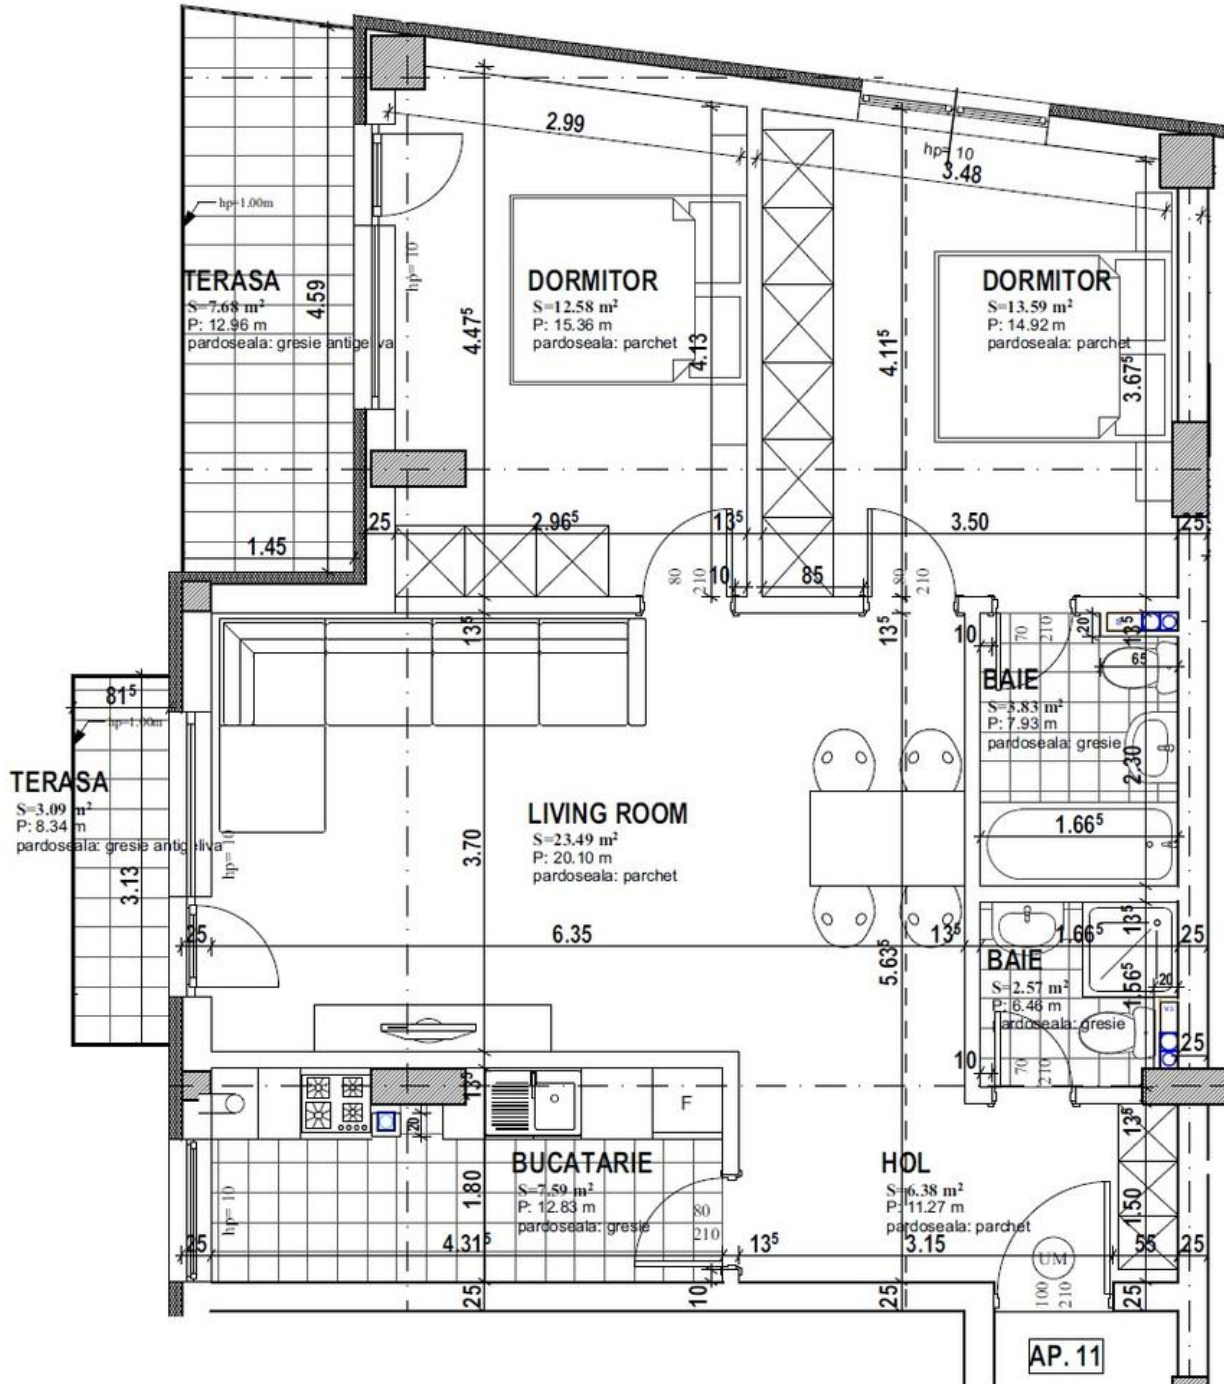 2.99
hp= 10
3.48
hp=1.00m
TERASA
S=7.68 m²
P: 12.96 m
pardoseala: gresie antigeliva
4.59
hp= 10
4.47⁵
DORMITOR
S=12.58 m²
P: 15.36 m
pardoseala: parchet
4.13
4.11⁵
DORMITOR
S=13.59 m²
P: 14.92 m
pardoseala: parchet
3.67⁵
1.45
25
2.96⁵
13⁵
3.50
25
80
210
10
85
80
210
13⁵
13⁵
10
70
210
20
13⁵
65
81⁵
hp=1.00m
TERASA
S=3.09 m²
P: 8.34 m
pardoseala: gresie antigeliva
3.13
hp= 10
LIVING ROOM
S=23.49 m²
P: 20.10 m
pardoseala: parchet
3.70
BAIE
S=3.83 m²
P: 7.93 m
pardoseala: gresie
2.30
1.66⁵
25
6.35
13⁵
5.63⁵
1.66⁵
13⁵
25
BAIE
S=2.57 m²
P: 6.46 m
pardoseala: gresie
1.56⁵
20
10
70
210
25
13⁵
20
F
13⁵
BUCATARIE
S=7.59 m²
P: 12.83 m
pardoseala: gresie
1.80
hp= 10
80
210
HOL
S=6.38 m²
P: 11.27 m
pardoseala: parchet
1.50
25
4.31⁵
13⁵
3.15
55
25
UM
100
210
25
10
25
25
AP. 11